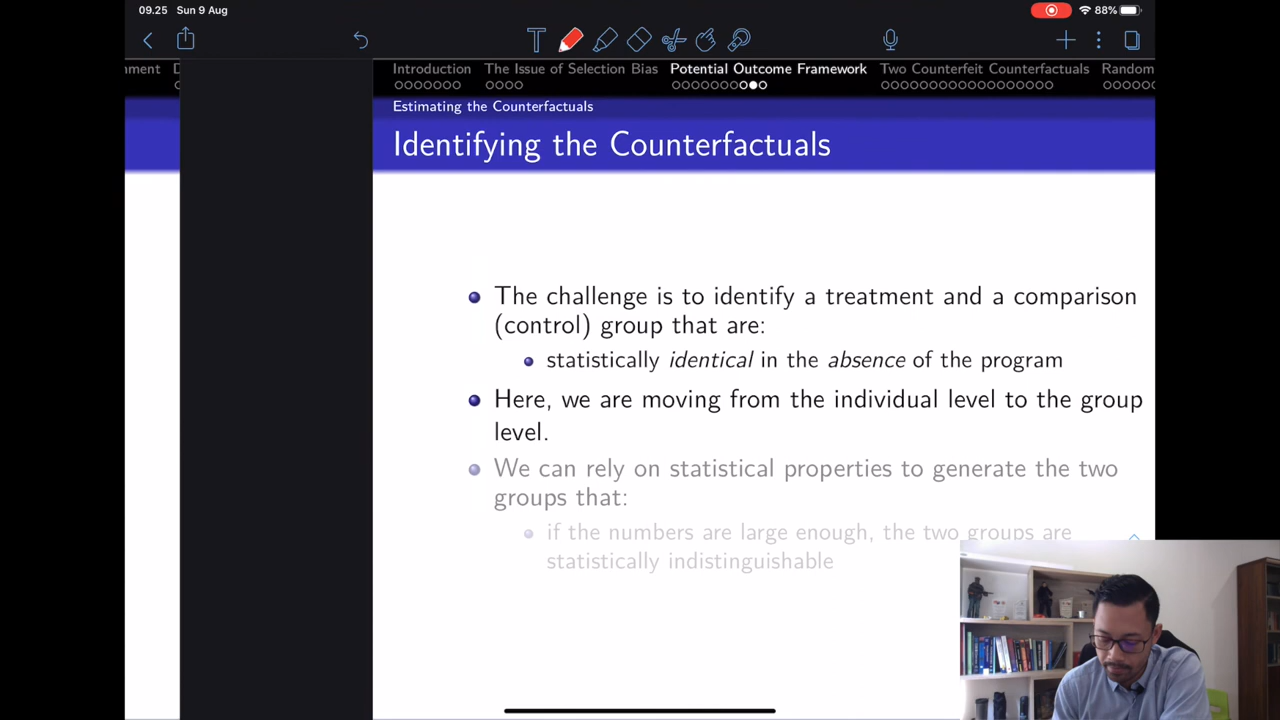 09.25 Sun 9 Aug
88%
nment
Introduction The Issue of Selection Bias Potential Outcome Framework Two Counterfeit Counterfactuals Random
Estimating the Counterfactuals
Identifying the Counterfactuals
The challenge is to identify a treatment and a comparison
(control) group that are:
statistically identical in the absence of the program
Here, we are moving from the individual level to the group
level.
We can rely on statistical properties to generate the two
groups that:
if the numbers are large enough, the two groups are
statistically indistinguishable